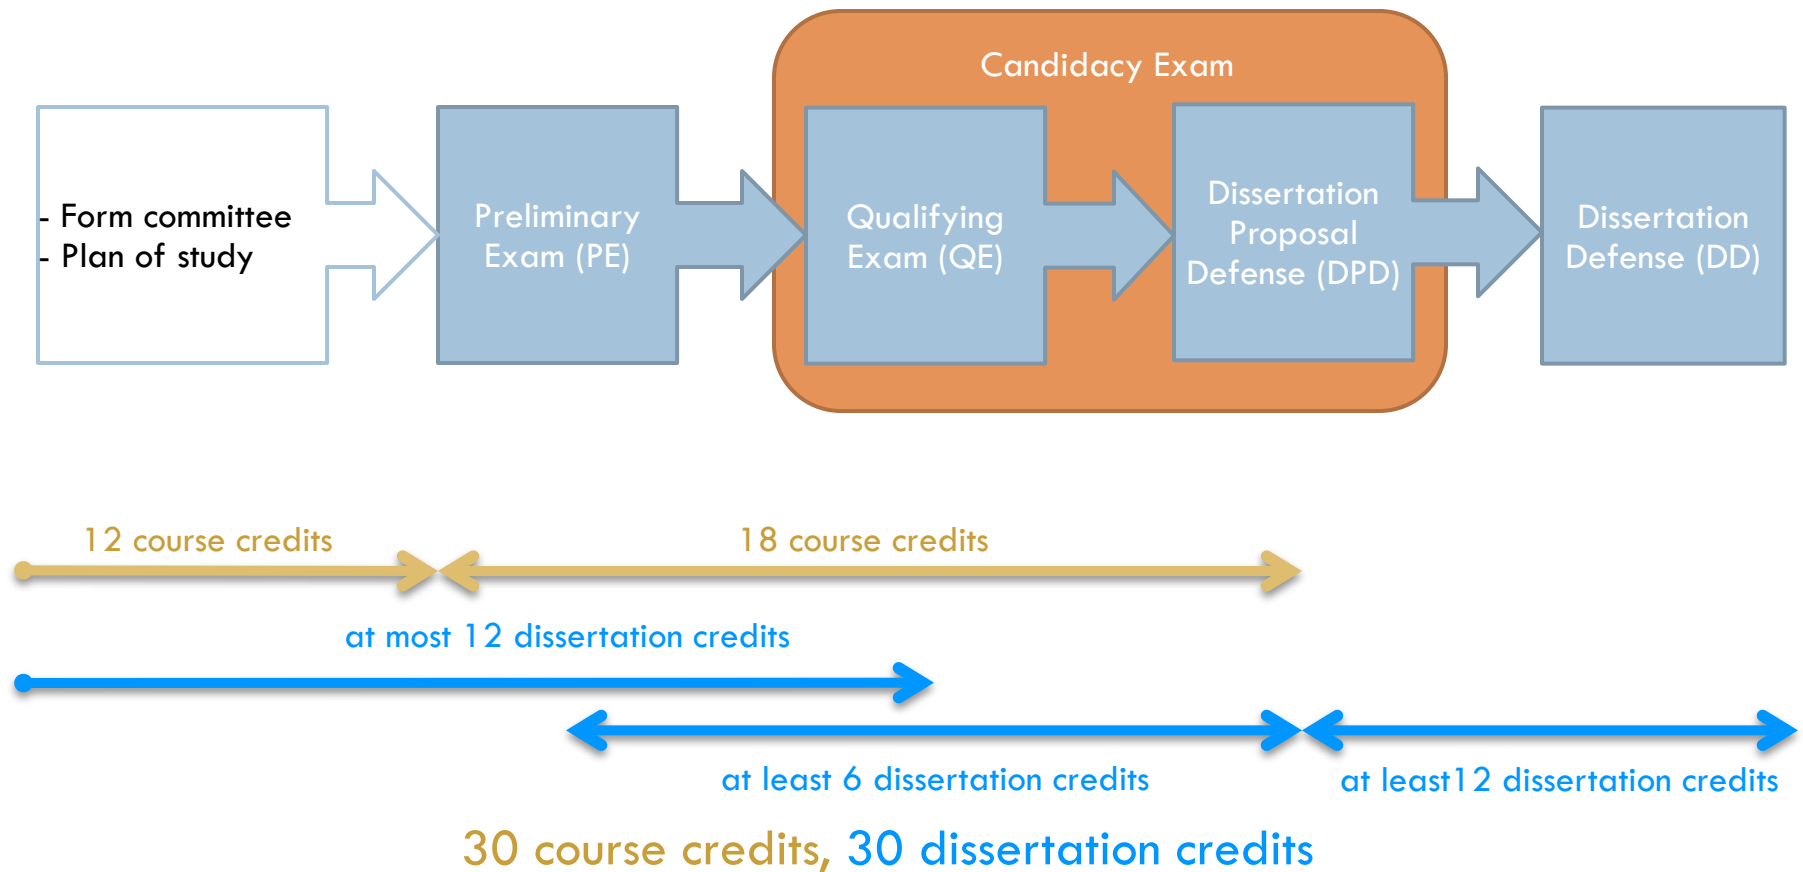 Candidacy Exam
- Form committee
- Plan of study
Preliminary
Exam (PE)
Qualifying
Exam (QE)
Dissertation
Proposal
Defense (DPD)
Dissertation
Defense (DD)
12 course credits
18 course credits
at most 12 dissertation credits
at least 6 dissertation credits
at least12 dissertation credits
30 course credits, 30 dissertation credits